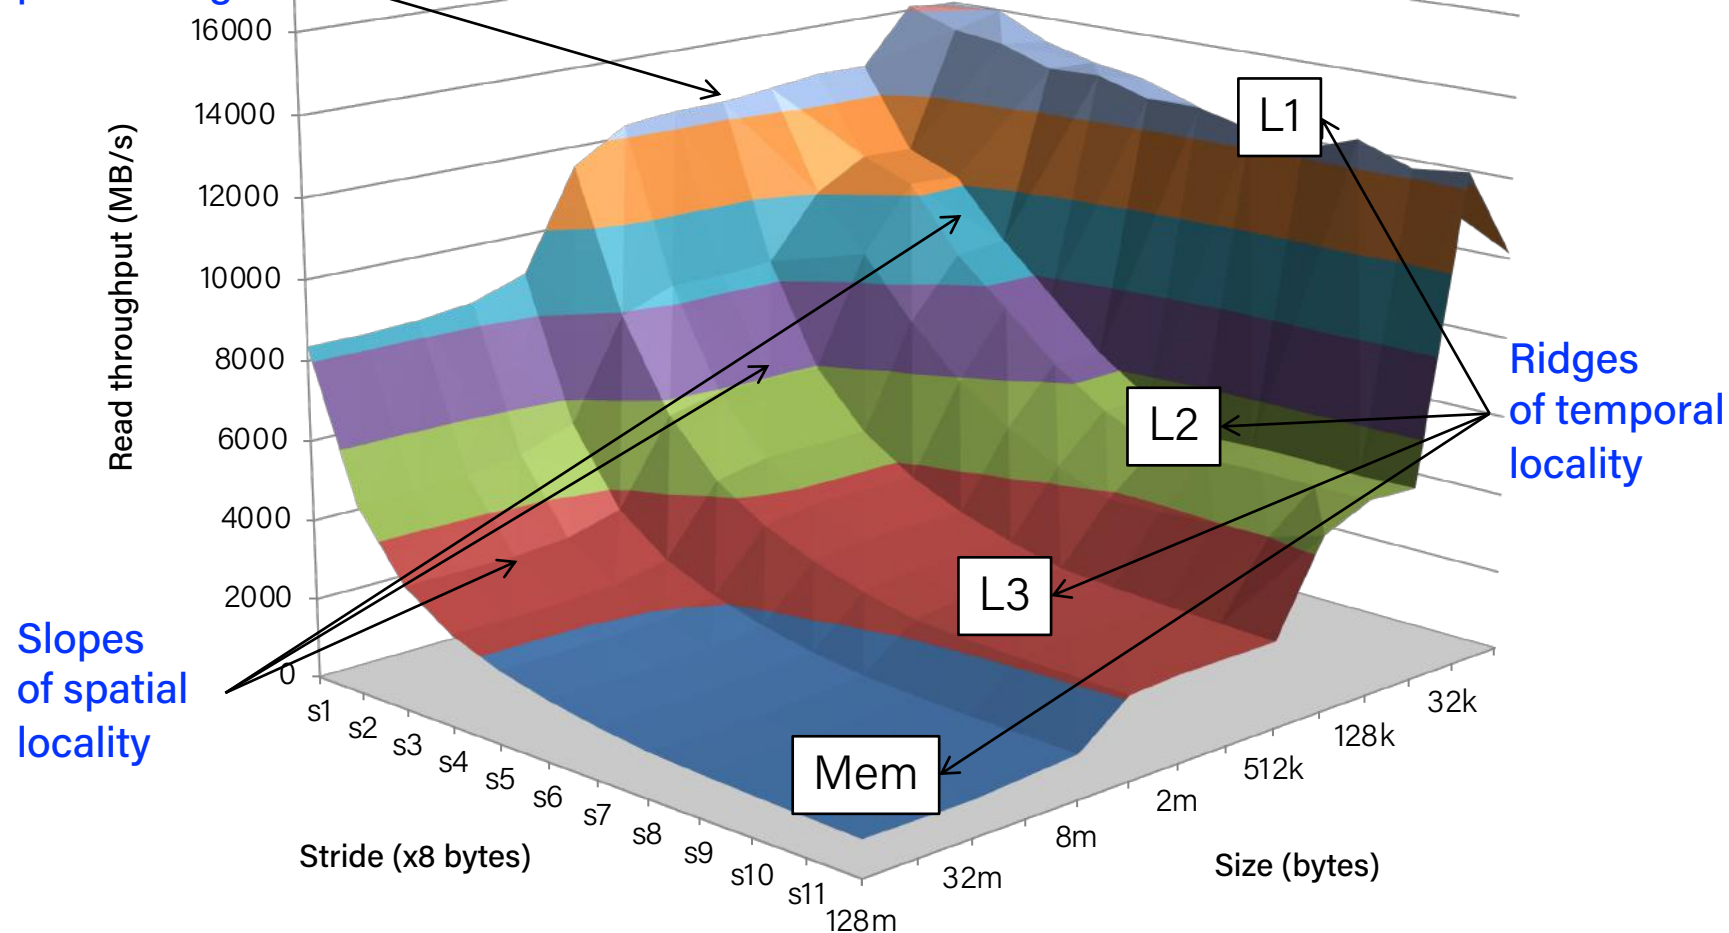 16000
14000
12000
10000
8000
6000
4000
2000
0
Read throughput (MB/s)
L1
L2
L3
Mem
Ridges
of temporal
locality
Slopes
of spatial
locality
s1
s2
s3
s4
s5
s6
s7
s8
s9
s10
s11
Stride (x8 bytes)
32k
128k
512k
2m
8m
32m
128m
Size (bytes)